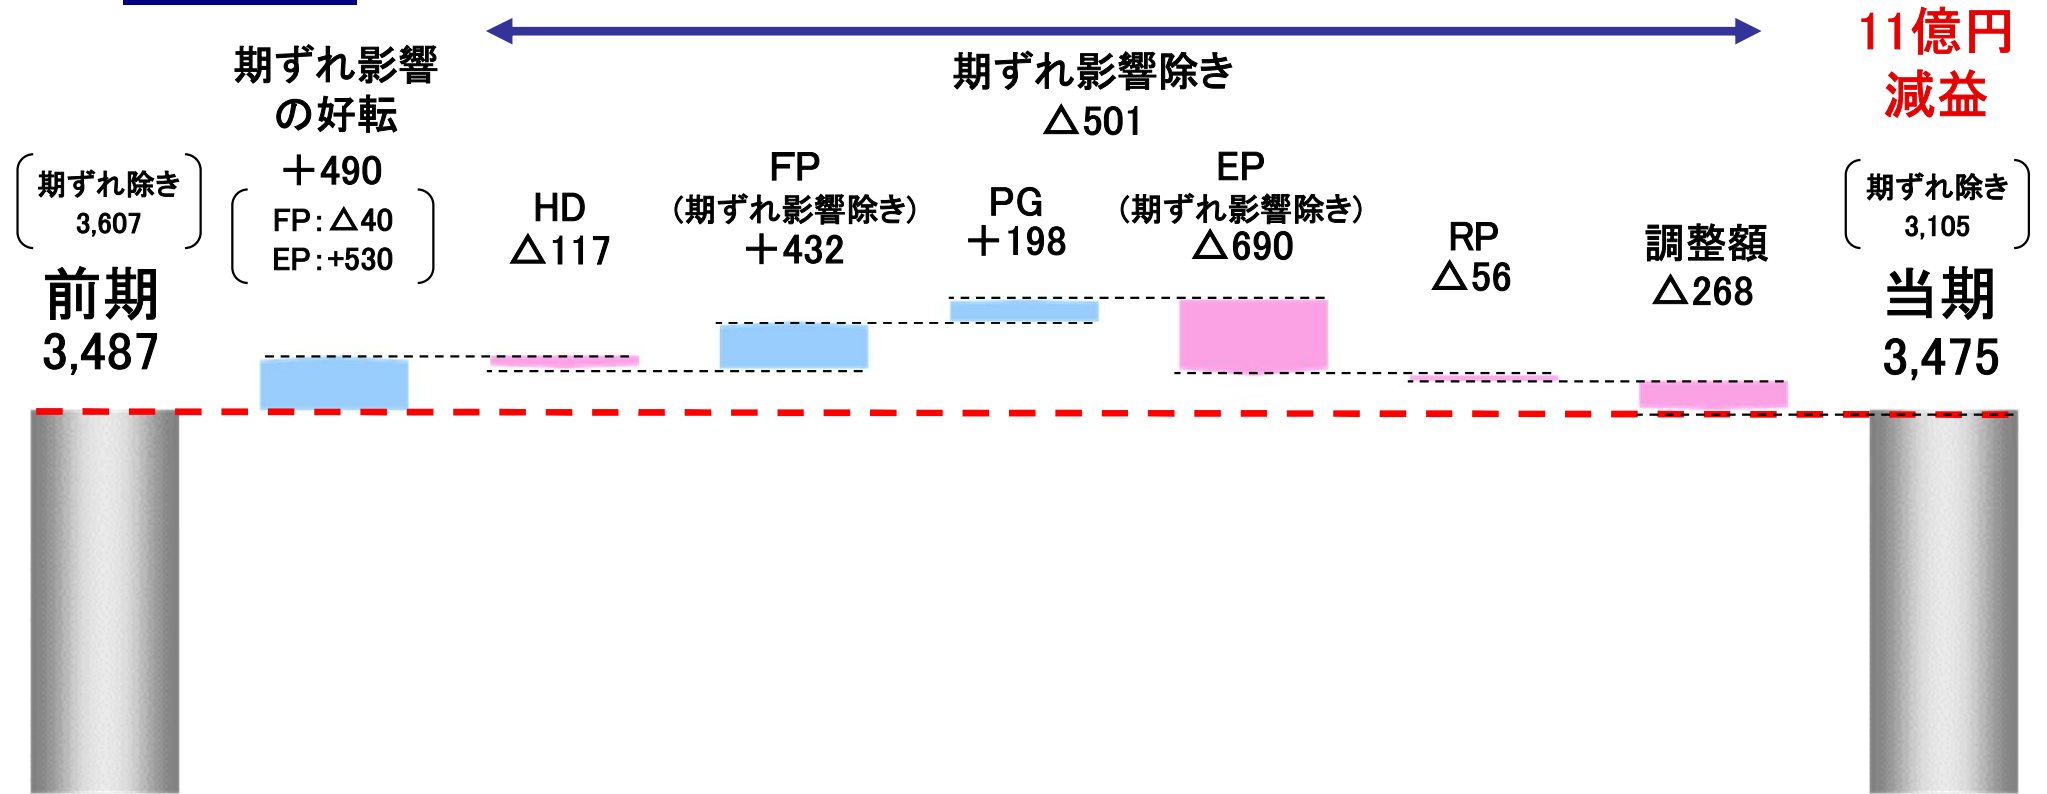 期ずれ除き
3,607
前期
3,487
期ずれ影響
の好転
＋490
FP：△40
EP：+530
期ずれ影響除き
△501
HD
△117
FP
（期ずれ影響除き）
＋432
PG
＋198
EP
（期ずれ影響除き）
△690
RP
△56
調整額
△268
11億円
減益
期ずれ除き
3,105
当期
3,475